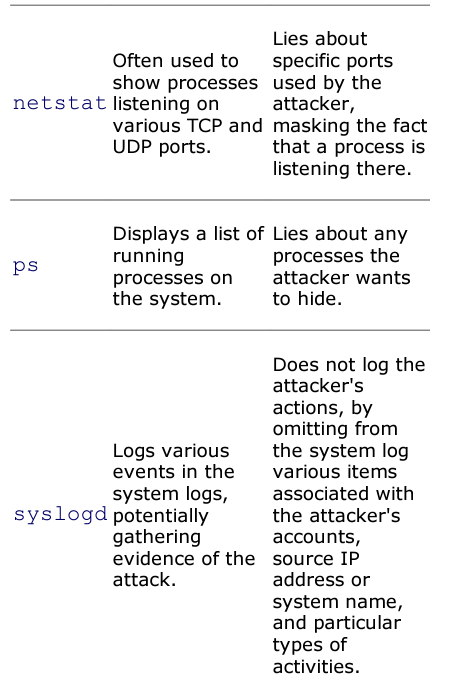 netstat
Often used to
show processes
listening on
various TCP and
UDP ports.
Lies about
specific ports
used by the
attacker,
masking the fact
that a process is
listening there.
ps
Displays a list of
running
processes on
the system.
Lies about any
processes the
attacker wants
to hide.
syslogd
Logs various
events in the
system logs,
potentially
gathering
evidence of the
attack.
Does not log the
attacker's
actions, by
omitting from
the system log
various items
associated with
the attacker's
accounts,
source IP
address or
system name,
and particular
types of
activities.